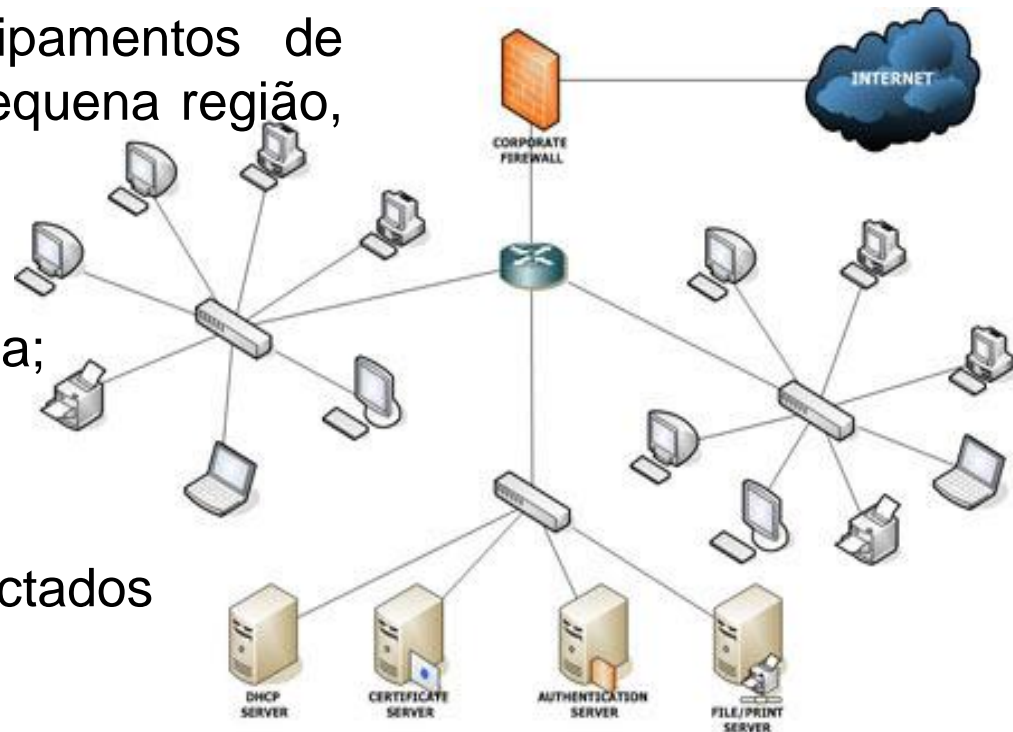 ipamentos de
equena região,
a;
ctados
INTERNET
CORPORATE
FIREWALL
DHCP
SERVER
CERTIFICATE
SERVER
AUTHENTICATION
SERVER
FILE/PRINT
SERVER